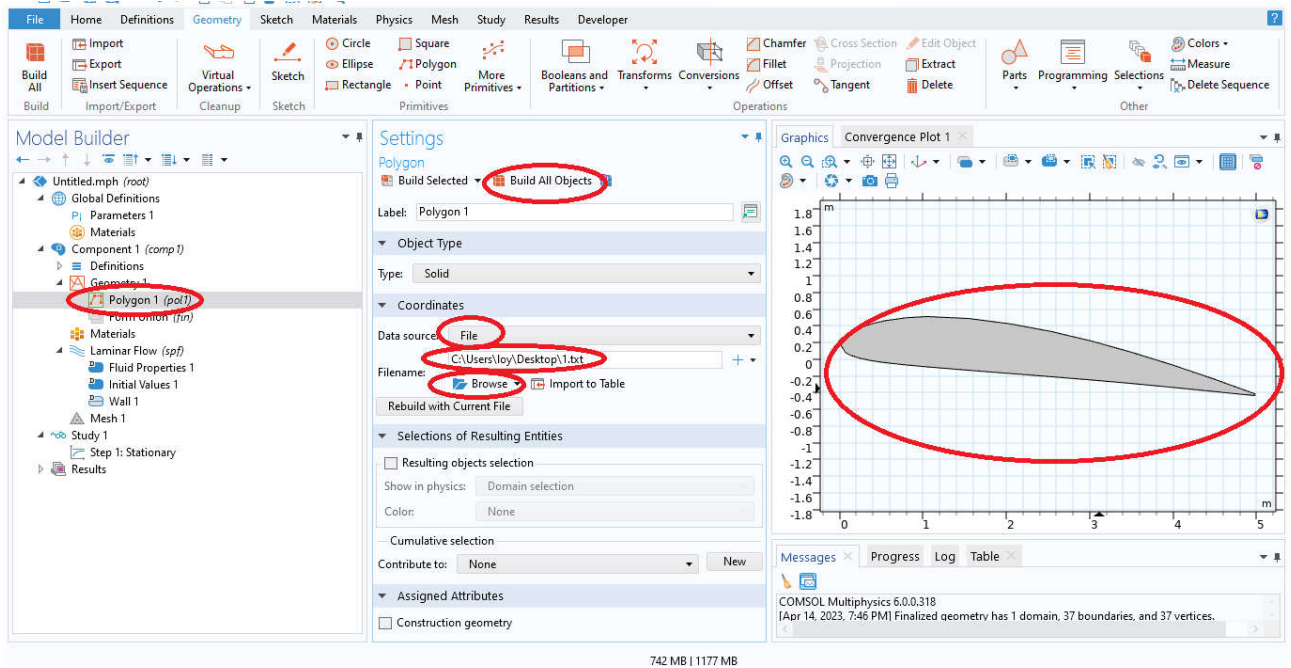 File Home Definitions Geometry Sketch Materials Physics Mesh Study Results Developer ?
Build All
Import
Export
Insert Sequence
Virtual Operations
Sketch
Circle Square
Ellipse Polygon
Rectangle Point
More Primitives
Booleans and Partitions
Transforms
Conversions
Chamfer Cross Section Edit Object
Fillet Projection Extract
Offset Tangent Delete
Parts
Programming
Selections
Colors
Measure
Delete Sequence
Build Import/Export Cleanup Sketch Primitives Operations Other
Model Builder
Untitled.mph (root)
Global Definitions
Pi Parameters 1
Materials
Component 1 (comp1)
Definitions
Geometry 1
Polygon 1 (pol1)
Form Union (fin)
Materials
Laminar Flow (spf)
Fluid Properties 1
Initial Values 1
Wall 1
Mesh 1
Study 1
Step 1: Stationary
Results
Settings
Polygon
Build Selected Build All Objects
Label: Polygon 1
Object Type
Type: Solid
Coordinates
Data source: File
Filename: C:\Users\loy\Desktop\1.txt
Browse Import to Table
Rebuild with Current File
Selections of Resulting Entities
Resulting objects selection
Show in physics: Domain selection
Color: None
Cumulative selection
Contribute to: None New
Assigned Attributes
Construction geometry
Graphics Convergence Plot 1
m
1.8
1.6
1.4
1.2
1
0.8
0.6
0.4
0.2
0
-0.2
-0.4
-0.6
-0.8
-1
-1.2
-1.4
-1.6
-1.8
m
0 1 2 3 4 5
Messages Progress Log Table
COMSOL Multiphysics 6.0.0.318
[Apr 14, 2023, 7:46 PM] Finalized geometry has 1 domain, 37 boundaries, and 37 vertices.
742 MB | 1177 MB